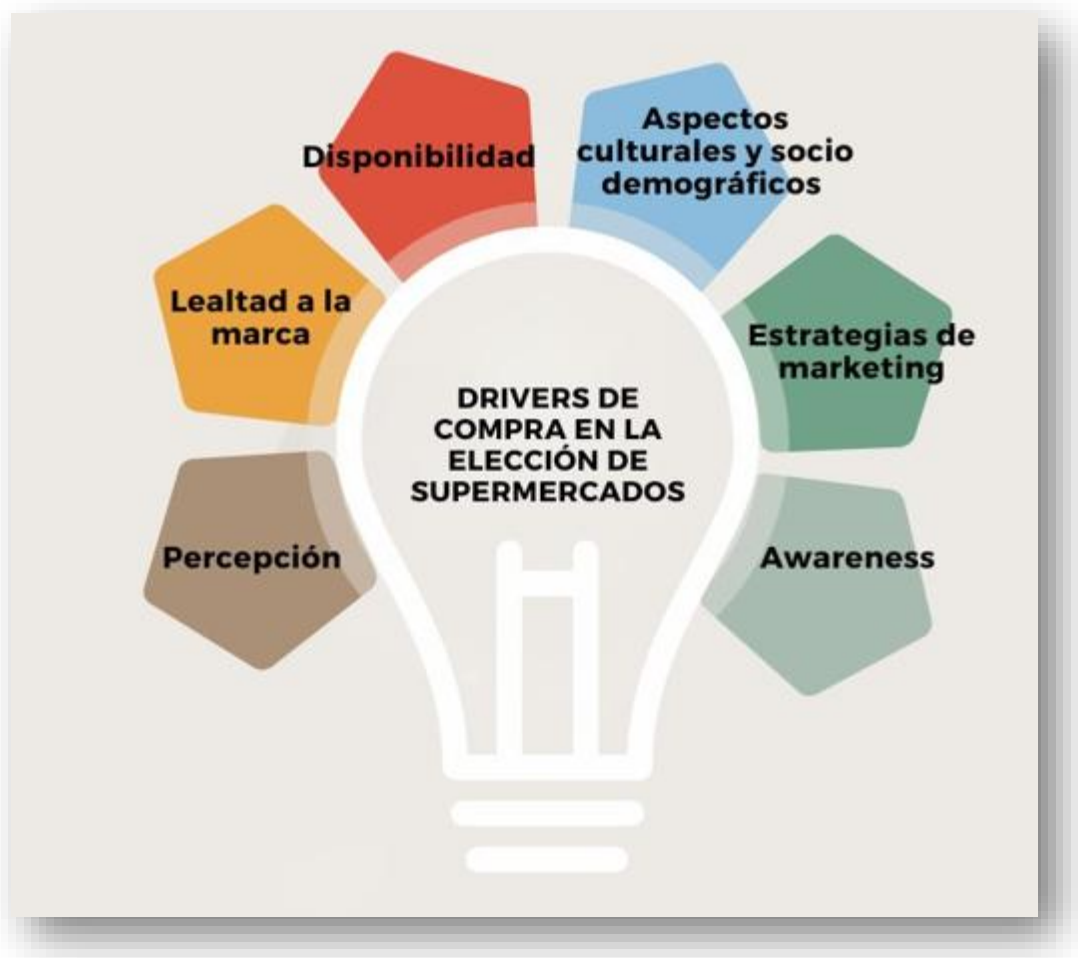 Disponibilidad
Aspectos
culturales y socio
demográficos
Lealtad a la
marca
Estrategias de
marketing
DRIVERS DE
COMPRA EN LA
ELECCIÓN DE
SUPERMERCADOS
Percepción
Awareness